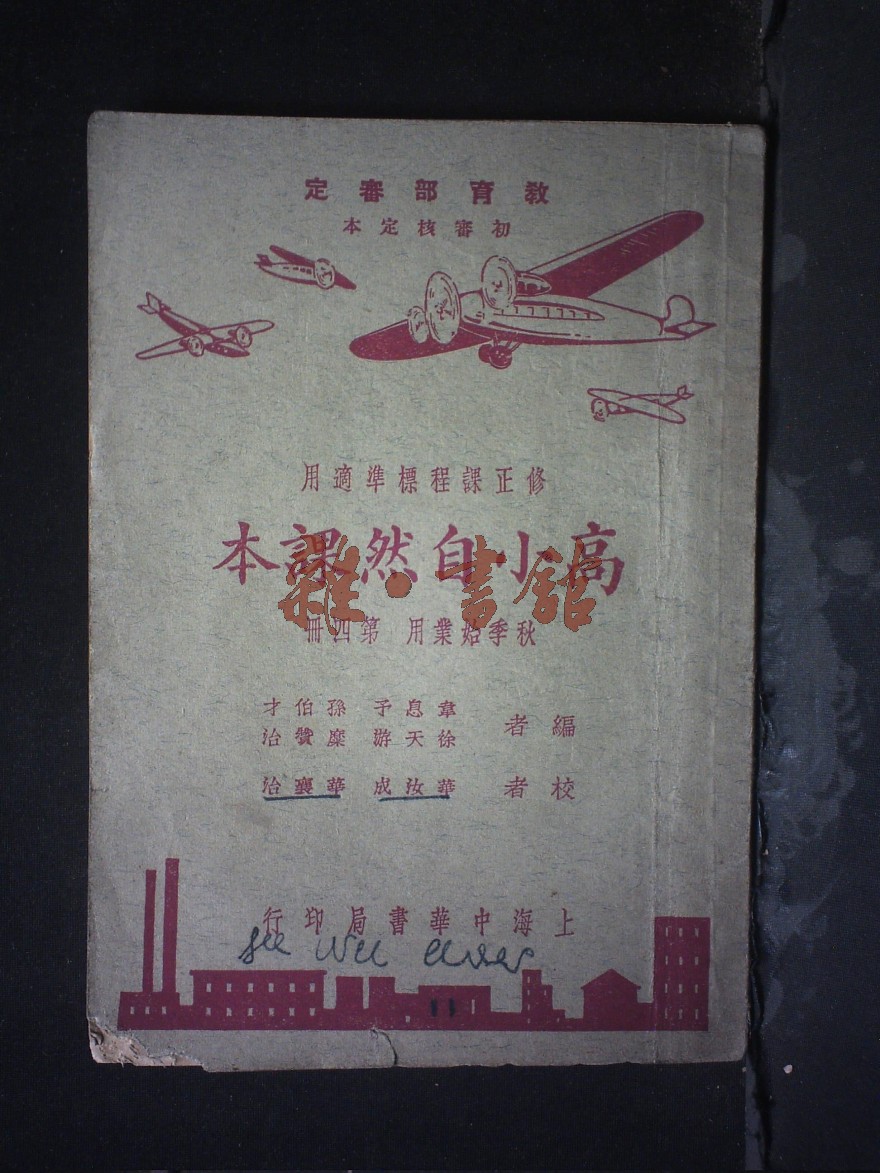 教育部審定
初審核定本
修正課程標準適用
高小自然課本
雜·書館
秋季始業用 第四冊
編者 韋息予 孫伯才
徐天游 糜贊治
校者 華汝成 華襄治
上海中華書局印行
See Wee